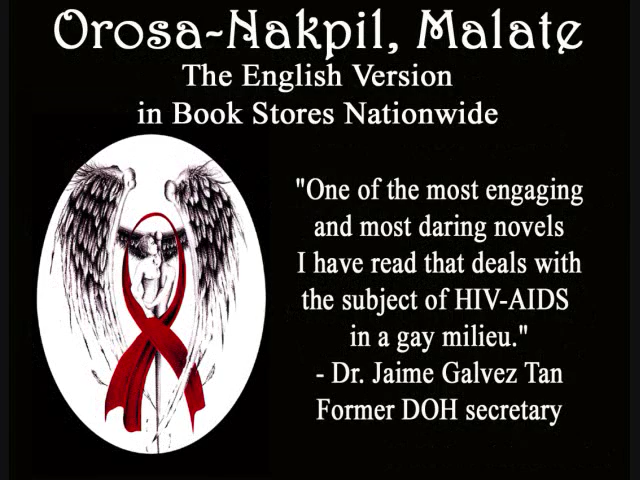 Orosa-Nakpil, Malate
The English Version
in Book Stores Nationwide
"One of the most engaging
and most daring novels
I have read that deals with
the subject of HIV-AIDS
in a gay milieu."
- Dr. Jaime Galvez Tan
Former DOH secretary